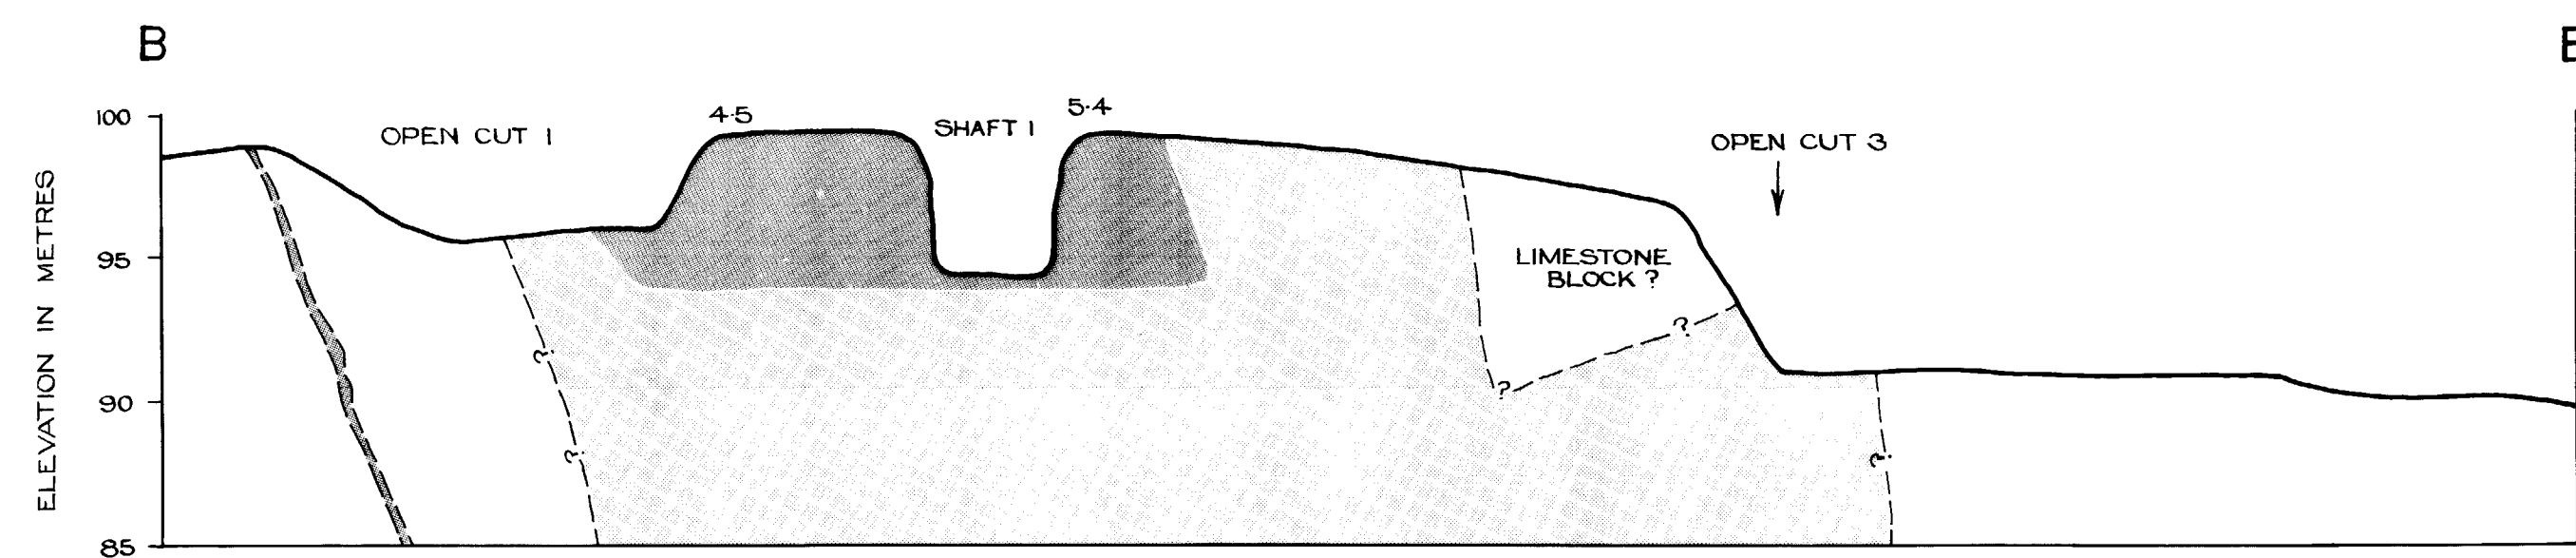 B
100
95
90
85
ELEVATION IN METRES
OPEN CUT 1
4·5
SHAFT 1
5·4
OPEN CUT 3
LIMESTONE
BLOCK ?
?
?
?
?
?